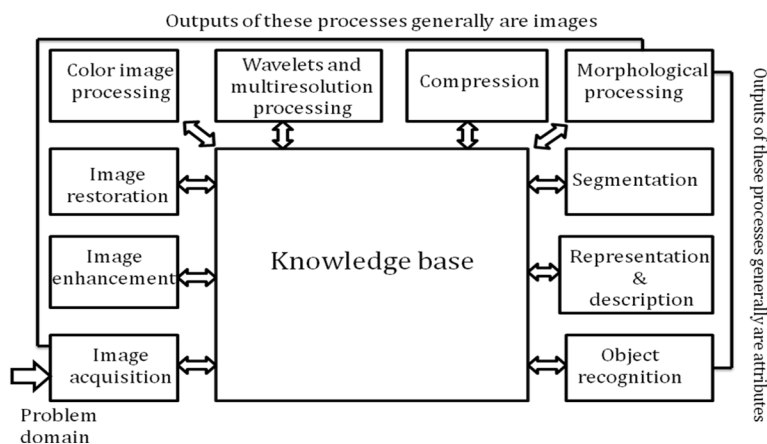 Outputs of these processes generally are images
Color image
processing
Wavelets and
multiresolution
processing
Compression
Morphological
processing
Outputs of these processes generally are attributes
Image
restoration
Segmentation
Image
enhancement
Knowledge base
Representation
&
description
Image
acquisition
Object
recognition
Problem
domain